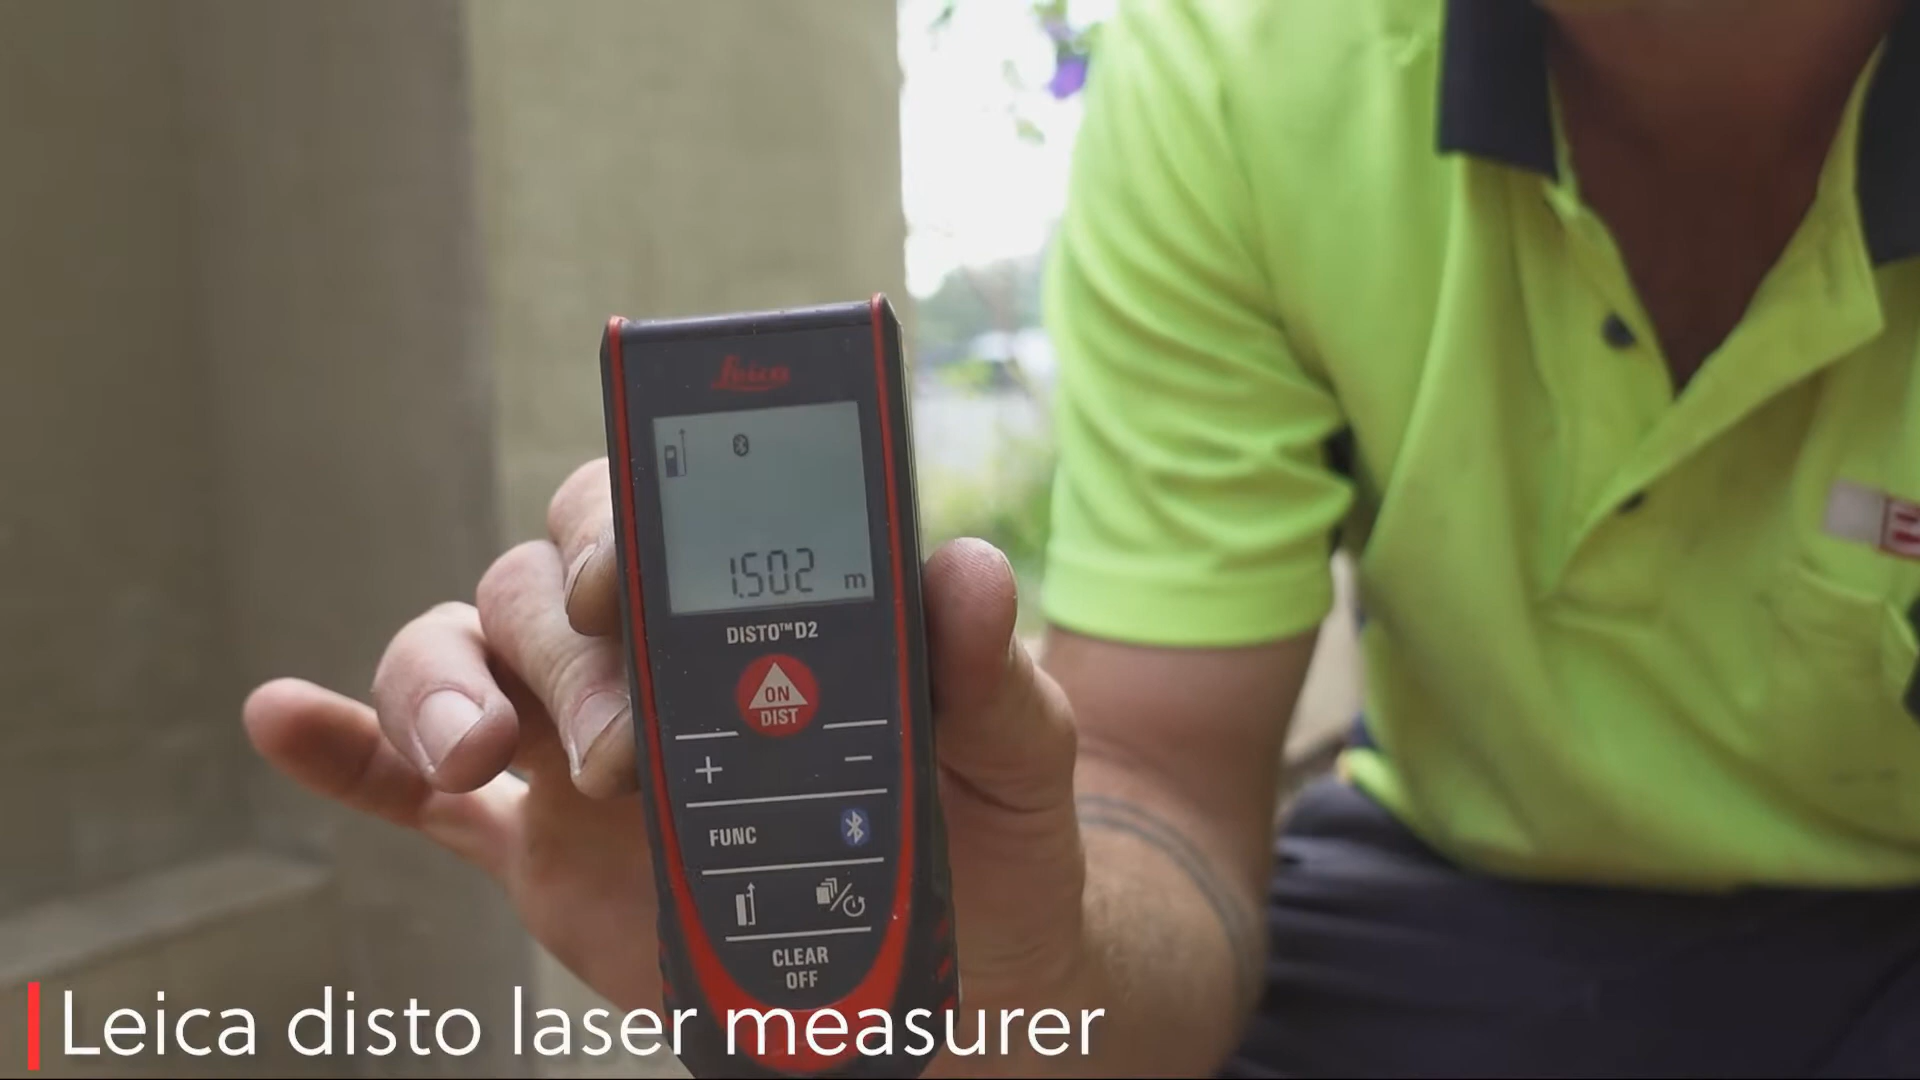 Leica
1.502 m
DISTO™ D2
ON
DIST
+ −
FUNC
CLEAR
OFF
Leica disto laser measurer